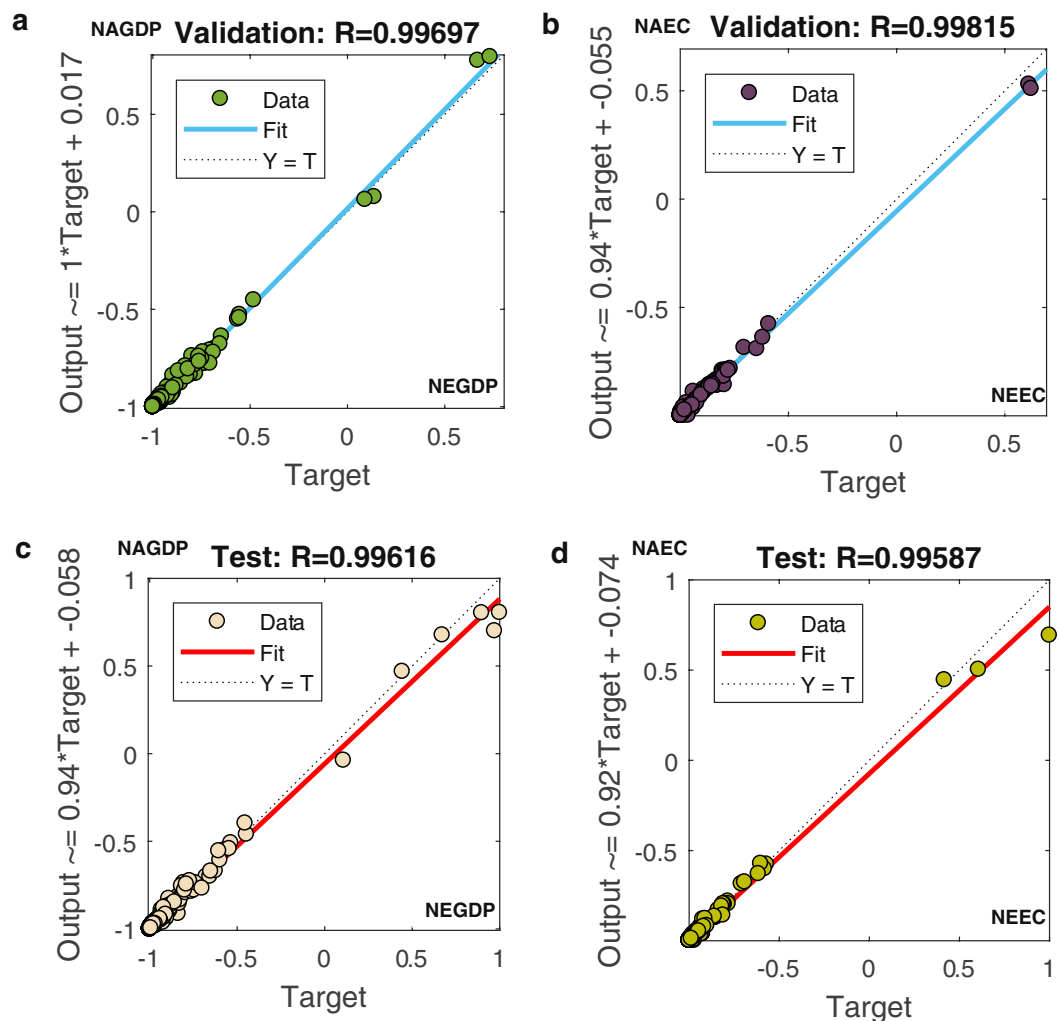 a NAGDP Validation: R=0.99697
Output ~= 1*Target + 0.017
0.5
0
-0.5
-1
Data
Fit
Y = T
NEGDP
-1 -0.5 0 0.5
Target
b NAEC Validation: R=0.99815
Output ~= 0.94*Target + -0.055
0.5
0
-0.5
Data
Fit
Y = T
NEEC
-0.5 0 0.5
Target
c NAGDP Test: R=0.99616
Output ~= 0.94*Target + -0.058
1
0.5
0
-0.5
-1
Data
Fit
Y = T
NEGDP
-1 -0.5 0 0.5 1
Target
d NAEC Test: R=0.99587
Output ~= 0.92*Target + -0.074
1
0.5
0
-0.5
Data
Fit
Y = T
NEEC
-0.5 0 0.5 1
Target